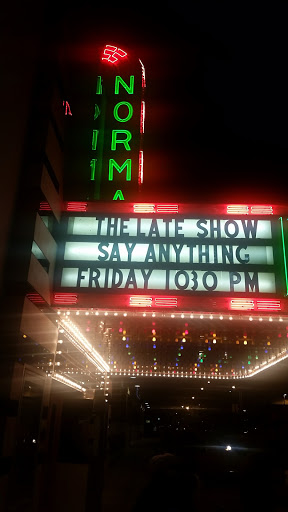 NORMA
THE LATE SHOW
SAY ANYTHING
FRIDAY 1030 PM